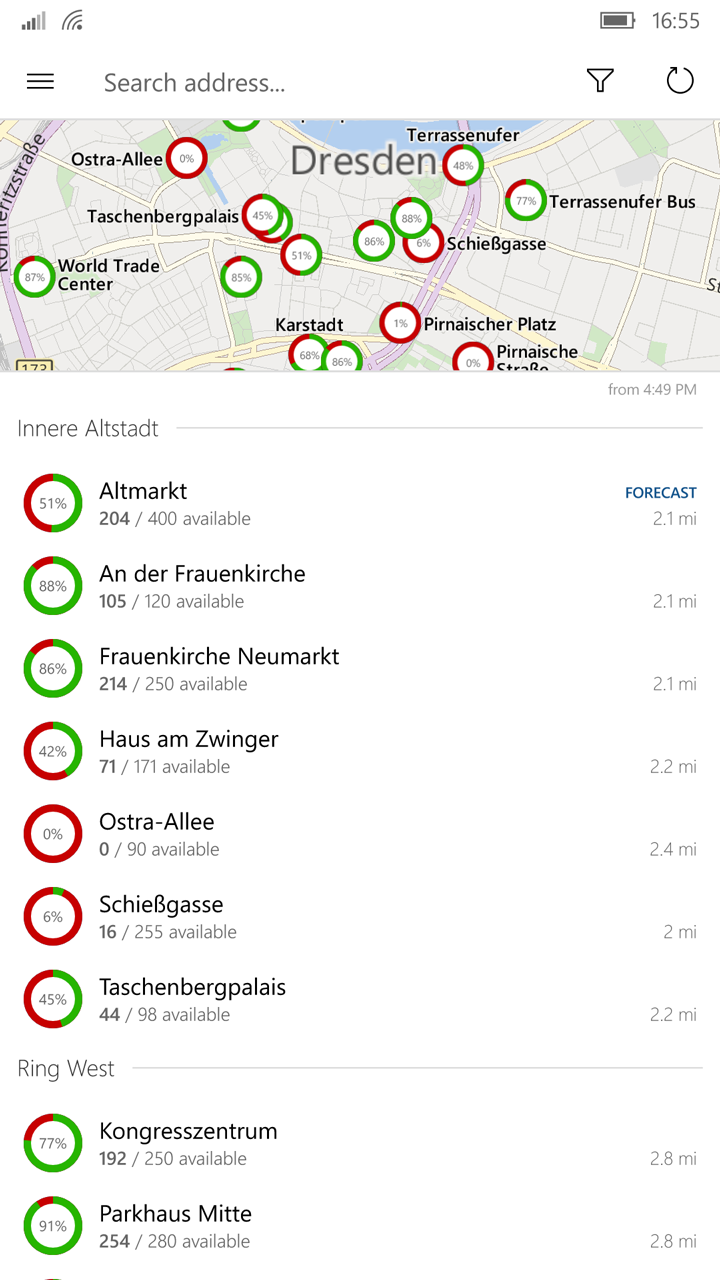 16:55
Search address...
Terrassenufer
Ostra-Allee
0%
Dresden
48%
77%
Terrassenufer Bus
Taschenbergpalais
45%
88%
86%
6%
Schießgasse
51%
World Trade
Center
87%
85%
Karstadt
1%
Pirnaischer Platz
68%
86%
0%
Pirnaische
Straße
173
from 4:49 PM
Innere Altstadt
51%
Altmarkt
FORECAST
204 / 400 available
2.1 mi
88%
An der Frauenkirche
105 / 120 available
2.1 mi
86%
Frauenkirche Neumarkt
214 / 250 available
2.1 mi
42%
Haus am Zwinger
71 / 171 available
2.2 mi
0%
Ostra-Allee
0 / 90 available
2.4 mi
6%
Schießgasse
16 / 255 available
2 mi
45%
Taschenbergpalais
44 / 98 available
2.2 mi
Ring West
77%
Kongresszentrum
192 / 250 available
2.8 mi
91%
Parkhaus Mitte
254 / 280 available
2.8 mi